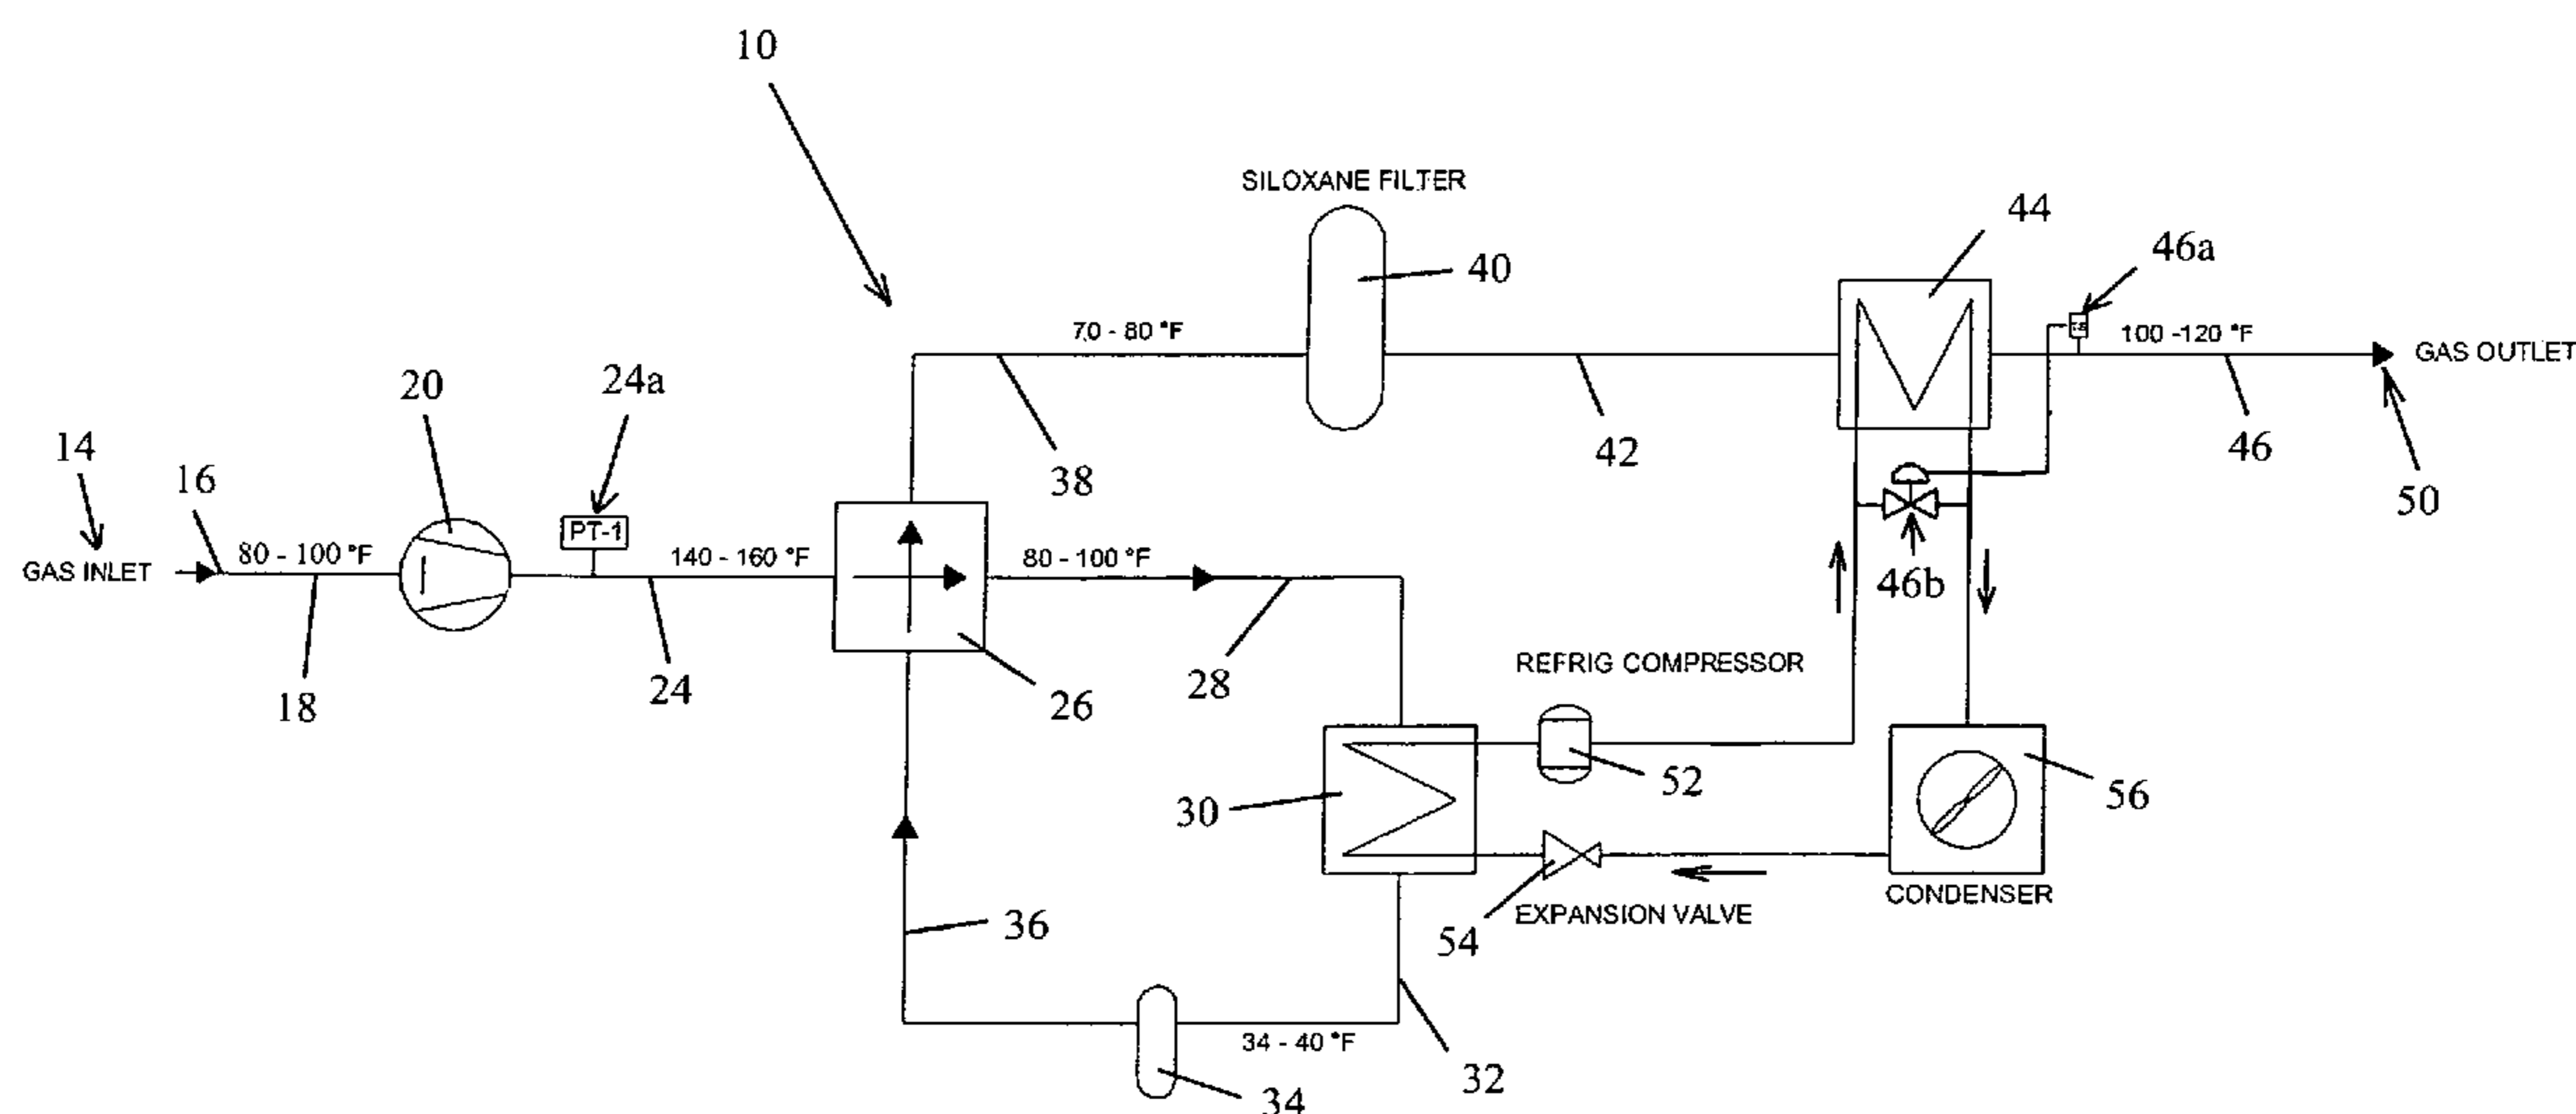 10
SILOXANE FILTER
44
46a
40
TS
70 - 80 °F
100 -120 °F
GAS OUTLET
20
24a
14
16
38
42
46
50
PT-1
80 - 100 °F
140 - 160 °F
80 - 100 °F
GAS INLET
46b
18
24
26
28
REFRIG COMPRESSOR
52
30
56
CONDENSER
EXPANSION VALVE
54
36
34 - 40 °F
32
34